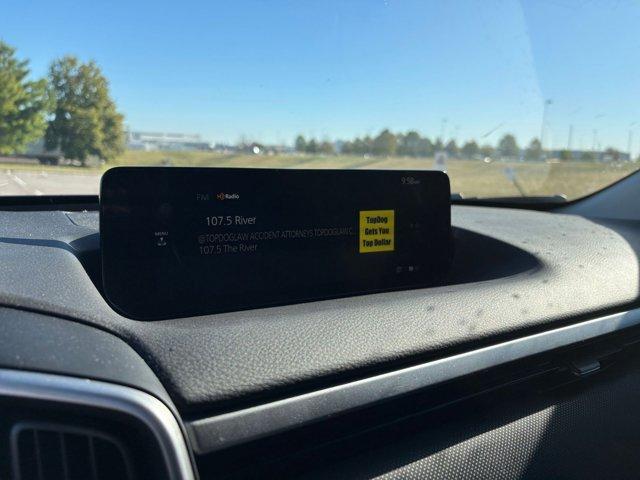 FM HD Radio 9:58
107.5 River
MENU
@TOPDOGLAW ACCIDENT ATTORNEYS TOPDOGLAW C...
107.5 The River
TopDog
Gets You
Top Dollar